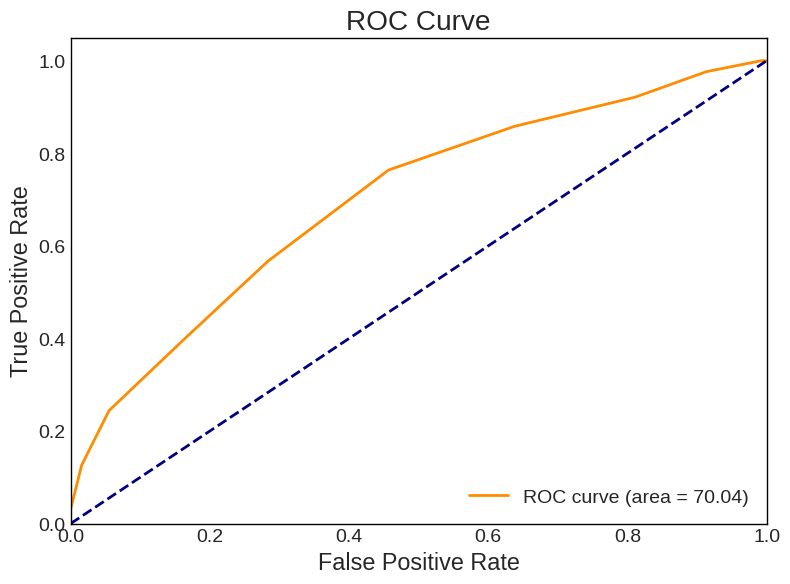 ROC Curve
True Positive Rate
1.0
0.8
0.6
0.4
0.2
0.0
ROC curve (area = 70.04)
0.0 0.2 0.4 0.6 0.8 1.0
False Positive Rate